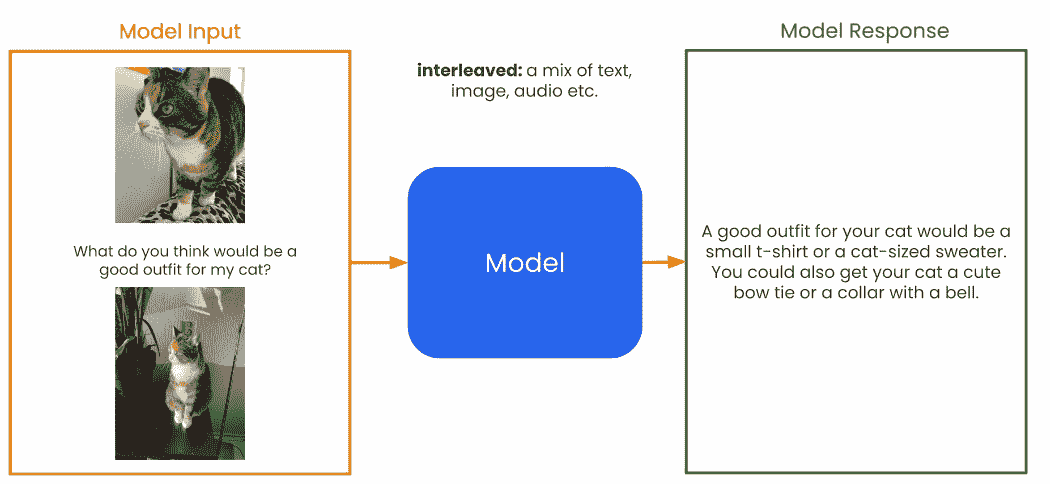 Model Input
Model Response
interleaved: a mix of text,
image, audio etc.
What do you think would be a
good outfit for my cat?
Model
A good outfit for your cat would be a
small t-shirt or a cat-sized sweater.
You could also get your cat a cute
bow tie or a collar with a bell.